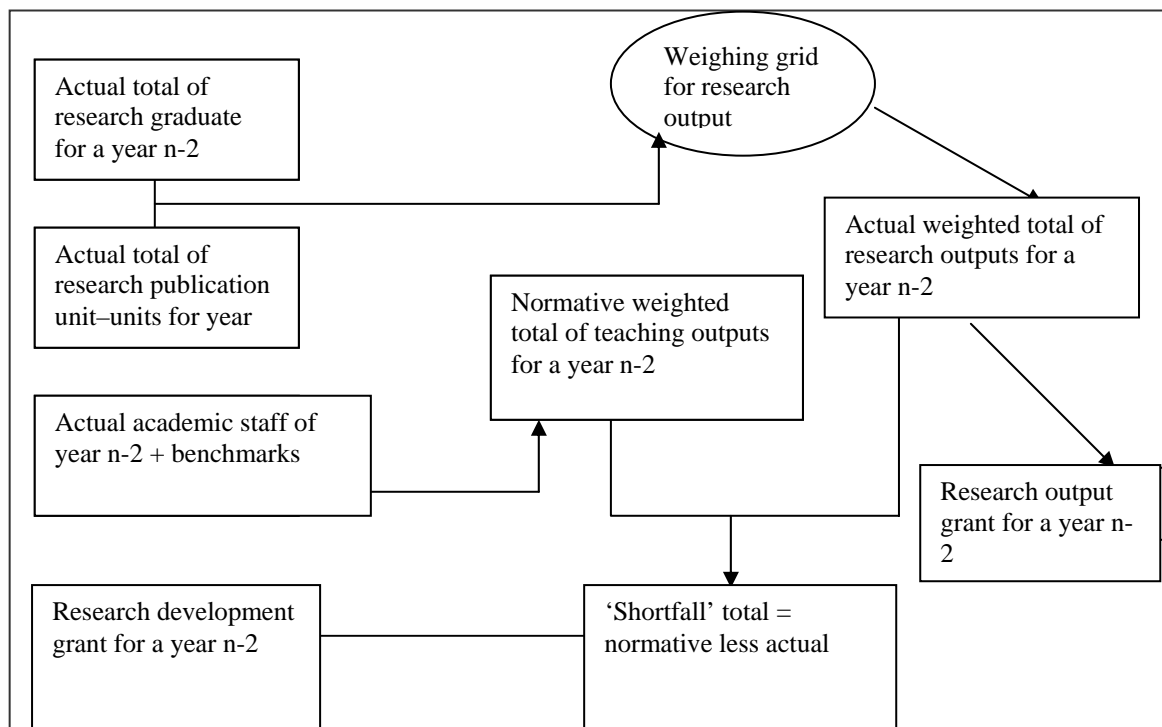 Actual total of
research graduate
for a year n-2
Weighing grid
for research
output
Actual total of
research publication
unit–units for year
Actual weighted total of
research outputs for a
year n-2
Normative weighted
total of teaching outputs
for a year n-2
Actual academic staff of
year n-2 + benchmarks
Research output
grant for a year n-
2
Research development
grant for a year n-2
‘Shortfall’ total =
normative less actual